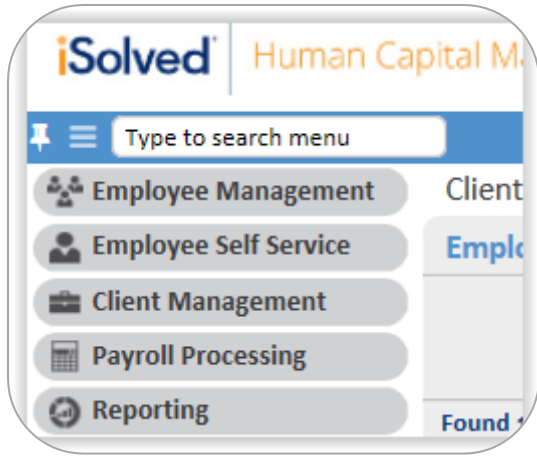 iSolved
Human Capital
Type to search menu
Employee Management
Client
Employee Self Service
Client Management
Payroll Processing
Reporting
Found